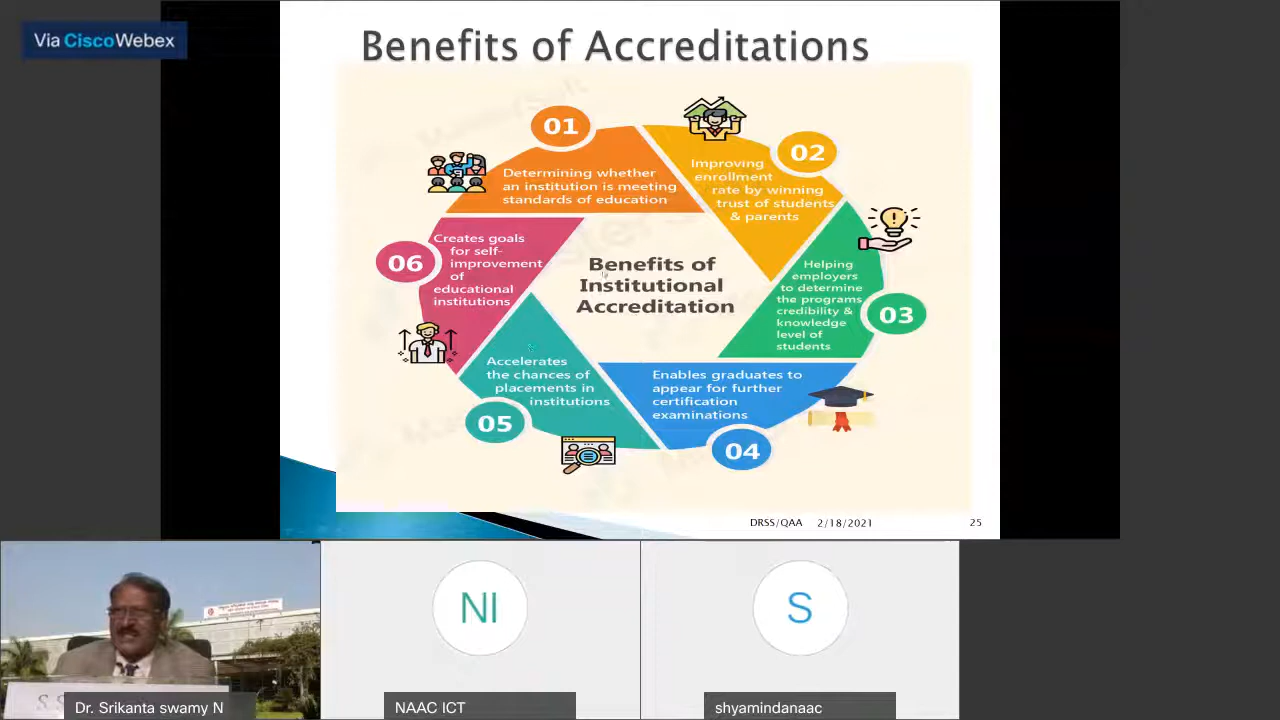 Via CiscoWebex
Benefits of Accreditations
01
Determining whether
an institution is meeting
standards of education
02
Improving
enrollment
rate by winning
trust of students
& parents
03
Helping
employers
to determine
the programs
credibility &
knowledge
level of
students
04
Enables graduates to
appear for further
certification
examinations
05
Accelerates
the chances of
placements in
institutions
06
Creates goals
for self-
improvement
of
educational
institutions
Benefits of
Institutional
Accreditation
DRSS/QAA 2/18/2021 25
NI
S
Dr. Srikanta swamy N
NAAC ICT
shyamindanaac